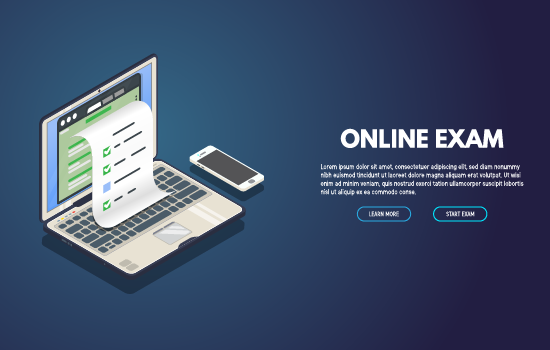 ONLINE EXAM
Lorem ipsum dolor sit amet, consectetuer adipiscing elit, sed diam nonummy
nibh euismod tincidunt ut laoreet dolore magna aliquam erat volutpat. Ut wisi
enim ad minim veniam, quis nostrud exerci tation ullamcorper suscipit lobortis
nisl ut aliquip ex ea commodo conse.
LEARN MORE
START EXAM